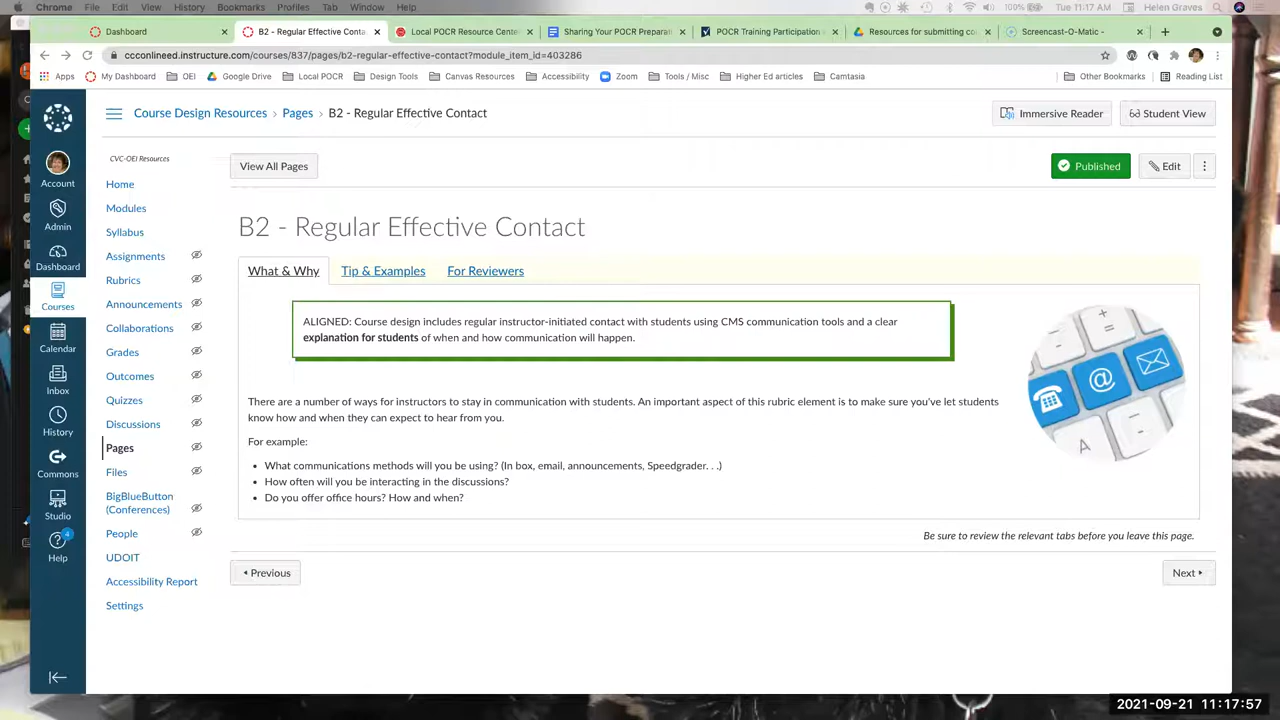 Chrome File Edit View History Bookmarks Profiles Tab Window Help 100% Tue 11:17 AM Helen Graves
Dashboard B2 - Regular Effective Conta Local POCR Resource Cente Sharing Your POCR Preparat POCR Training Participation Resources for submitting co Screencast-O-Matic -
ccconlineed.instructure.com/courses/837/pages/b2-regular-effective-contact?module_item_id=403286
Apps My Dashboard OEI Google Drive Local POCR Design Tools Canvas Resources Accessibility Zoom Tools / Misc Higher Ed articles Camtasia Other Bookmarks Reading List
Course Design Resources › Pages › B2 - Regular Effective Contact
Immersive Reader
Student View
Account
Admin
Dashboard
Courses
Calendar
Inbox
History
Commons
Studio
4
Help
CVC-OEI Resources
Home
Modules
Syllabus
Assignments
Rubrics
Announcements
Collaborations
Grades
Outcomes
Quizzes
Discussions
Pages
Files
BigBlueButton
(Conferences)
People
UDOIT
Accessibility Report
Settings
View All Pages
Published
Edit
B2 - Regular Effective Contact
What & Why Tip & Examples For Reviewers
ALIGNED: Course design includes regular instructor-initiated contact with students using CMS communication tools and a clear
explanation for students of when and how communication will happen.
There are a number of ways for instructors to stay in communication with students. An important aspect of this rubric element is to make sure you've let students
know how and when they can expect to hear from you.
For example:
• What communications methods will you be using? (In box, email, announcements, Speedgrader. . .)
• How often will you be interacting in the discussions?
• Do you offer office hours? How and when?
@
A
Be sure to review the relevant tabs before you leave this page.
Previous
Next
2021-09-21 11:17:57